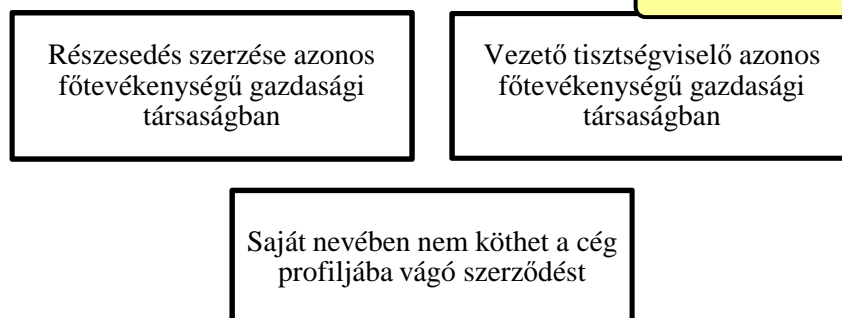 Részesedés szerzése azonos
főtevékenységű gazdasági
társaságban
Vezető tisztségviselő azonos
főtevékenységű gazdasági
társaságban
Saját nevében nem köthet a cég
profiljába vágó szerződést